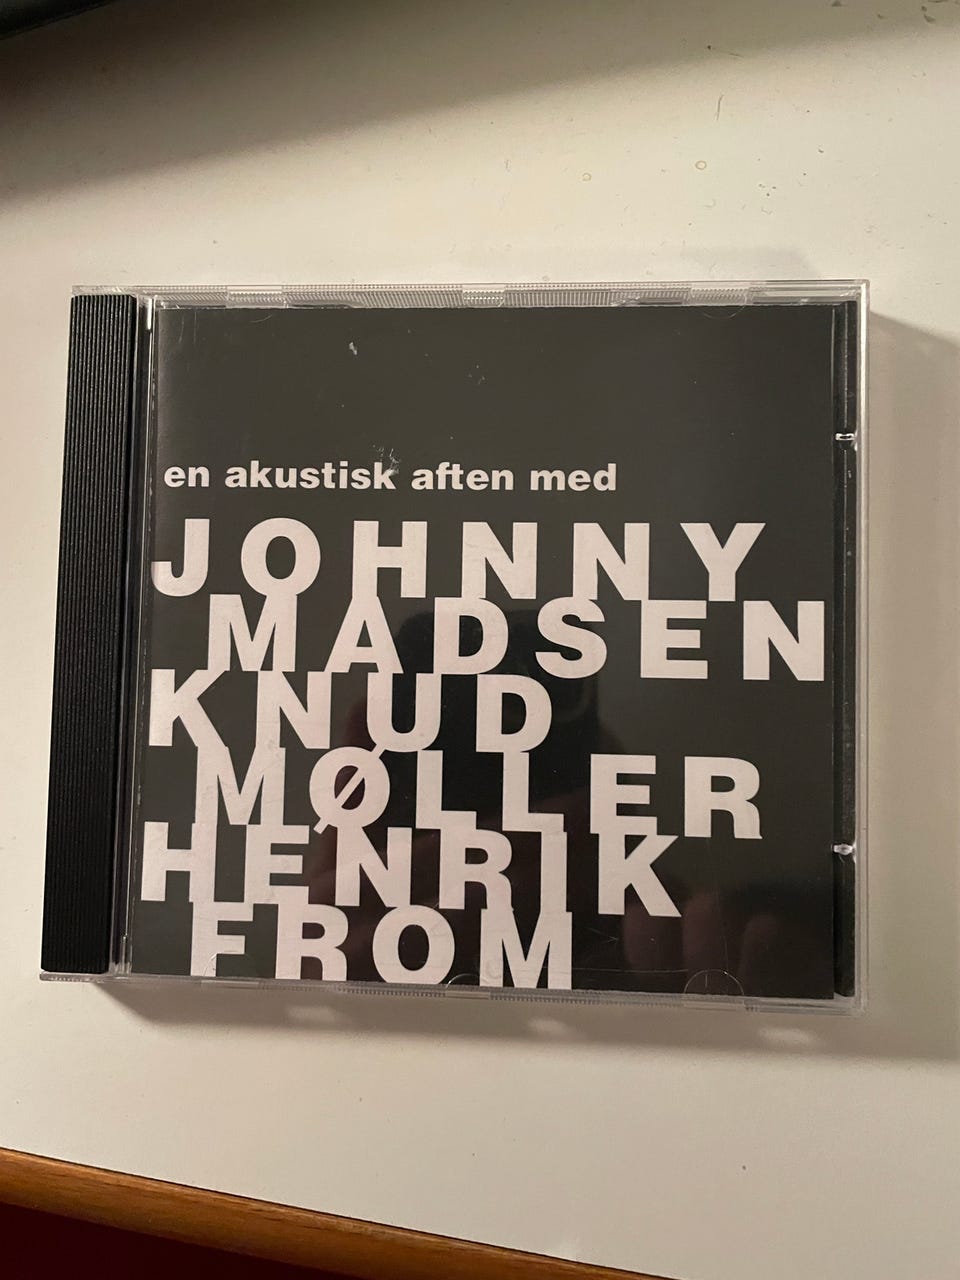 en akustisk aften med
JOHNNY
MADSEN
KNUD
MØLLER
HENRIK
FROM